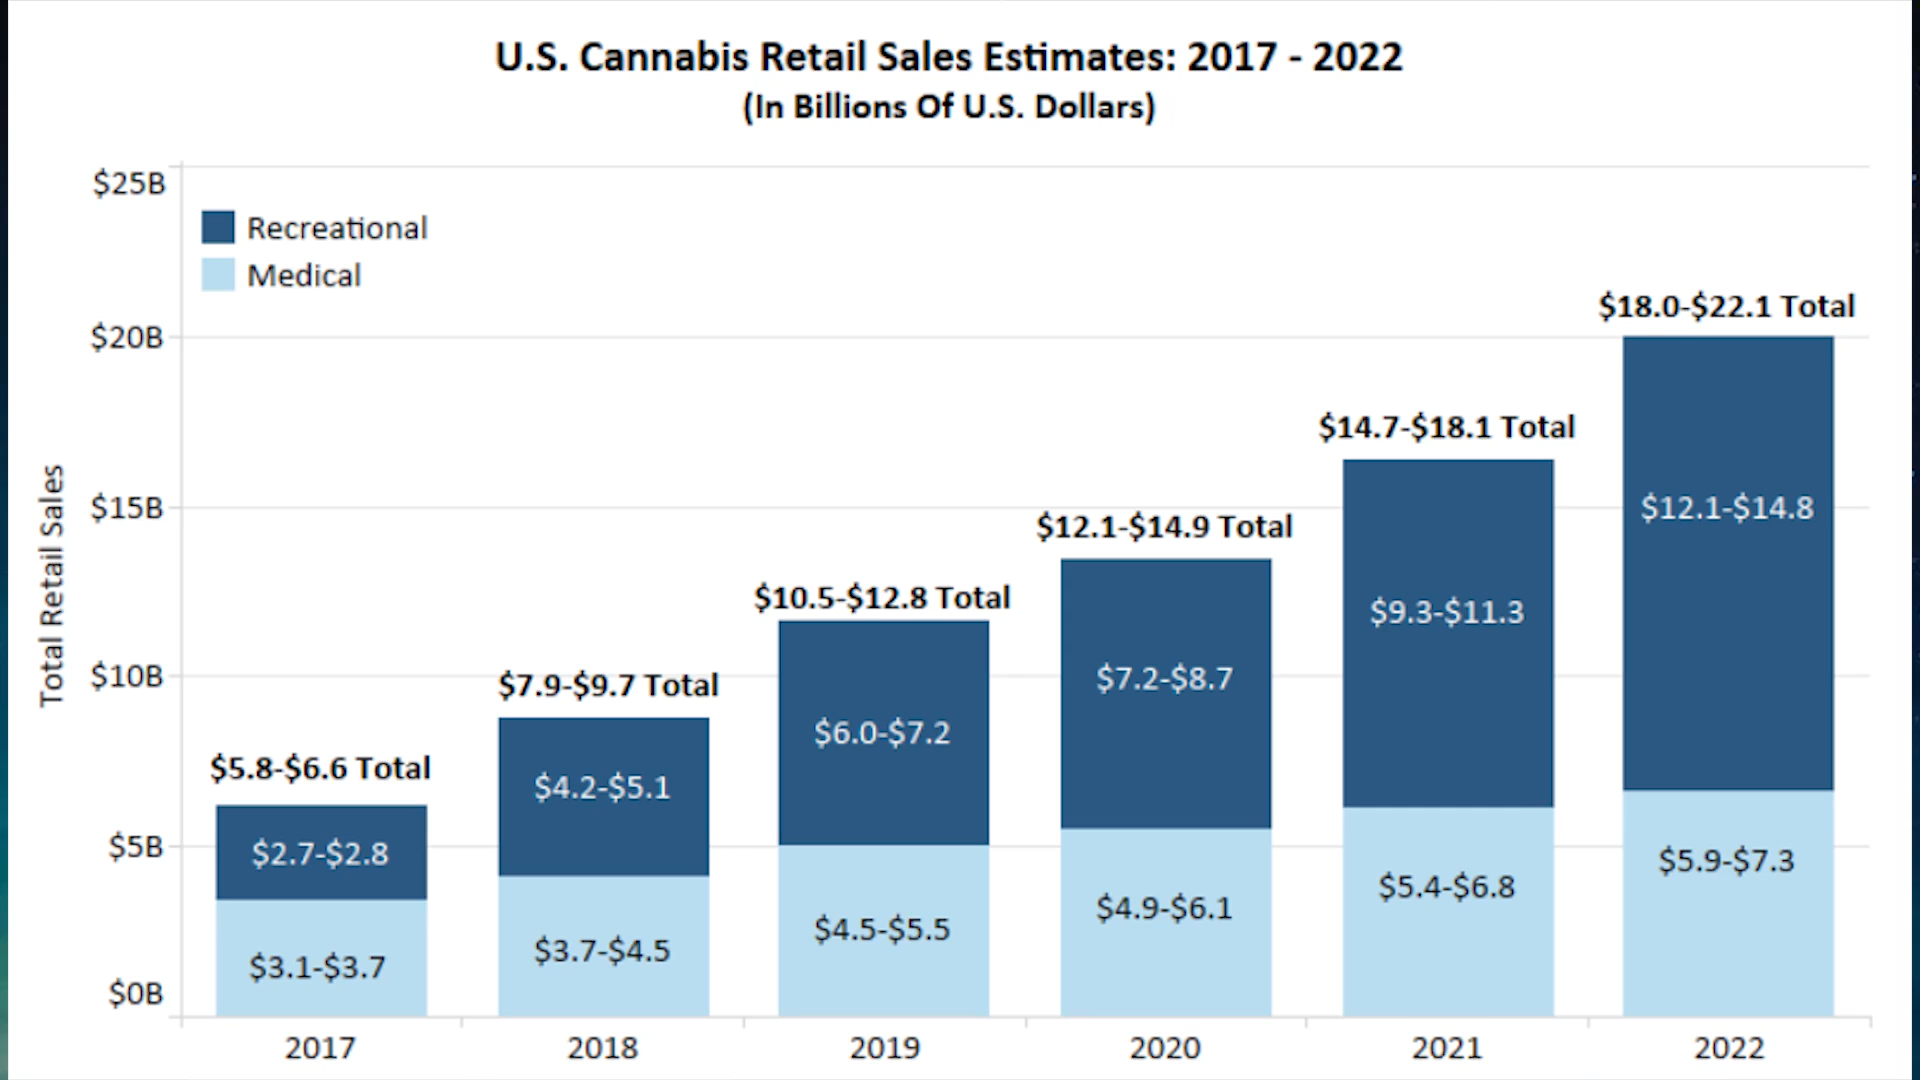 U.S. Cannabis Retail Sales Estimates: 2017 - 2022
(In Billions Of U.S. Dollars)
Total Retail Sales
$25B
$20B
$15B
$10B
$5B
$0B
Recreational
Medical
$5.8-$6.6 Total
$2.7-$2.8
$3.1-$3.7
$7.9-$9.7 Total
$4.2-$5.1
$3.7-$4.5
$10.5-$12.8 Total
$6.0-$7.2
$4.5-$5.5
$12.1-$14.9 Total
$7.2-$8.7
$4.9-$6.1
$14.7-$18.1 Total
$9.3-$11.3
$5.4-$6.8
$18.0-$22.1 Total
$12.1-$14.8
$5.9-$7.3
2017 2018 2019 2020 2021 2022